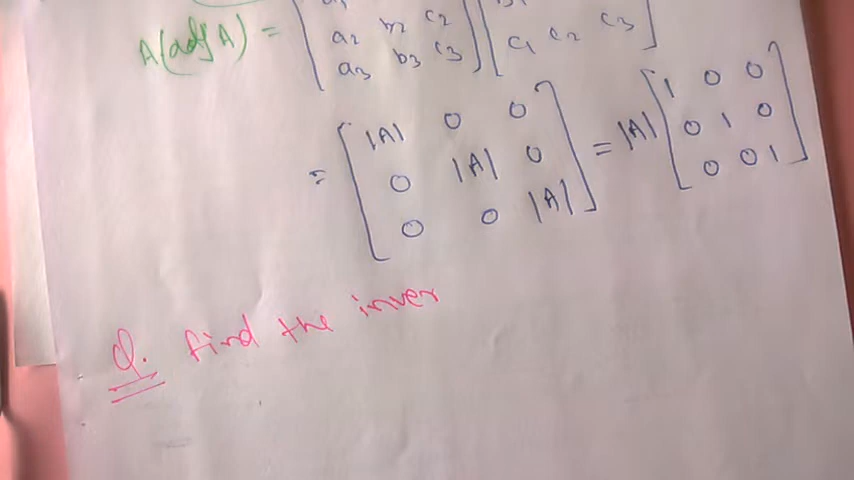 A(adj A) =
a2 b2 c2
a3 b3 c3
c1 c2 c3
= |A| 0 0 = |A| 1 0 0
0 |A| 0 0 1 0
0 0 |A| 0 0 1
Q. find the inver